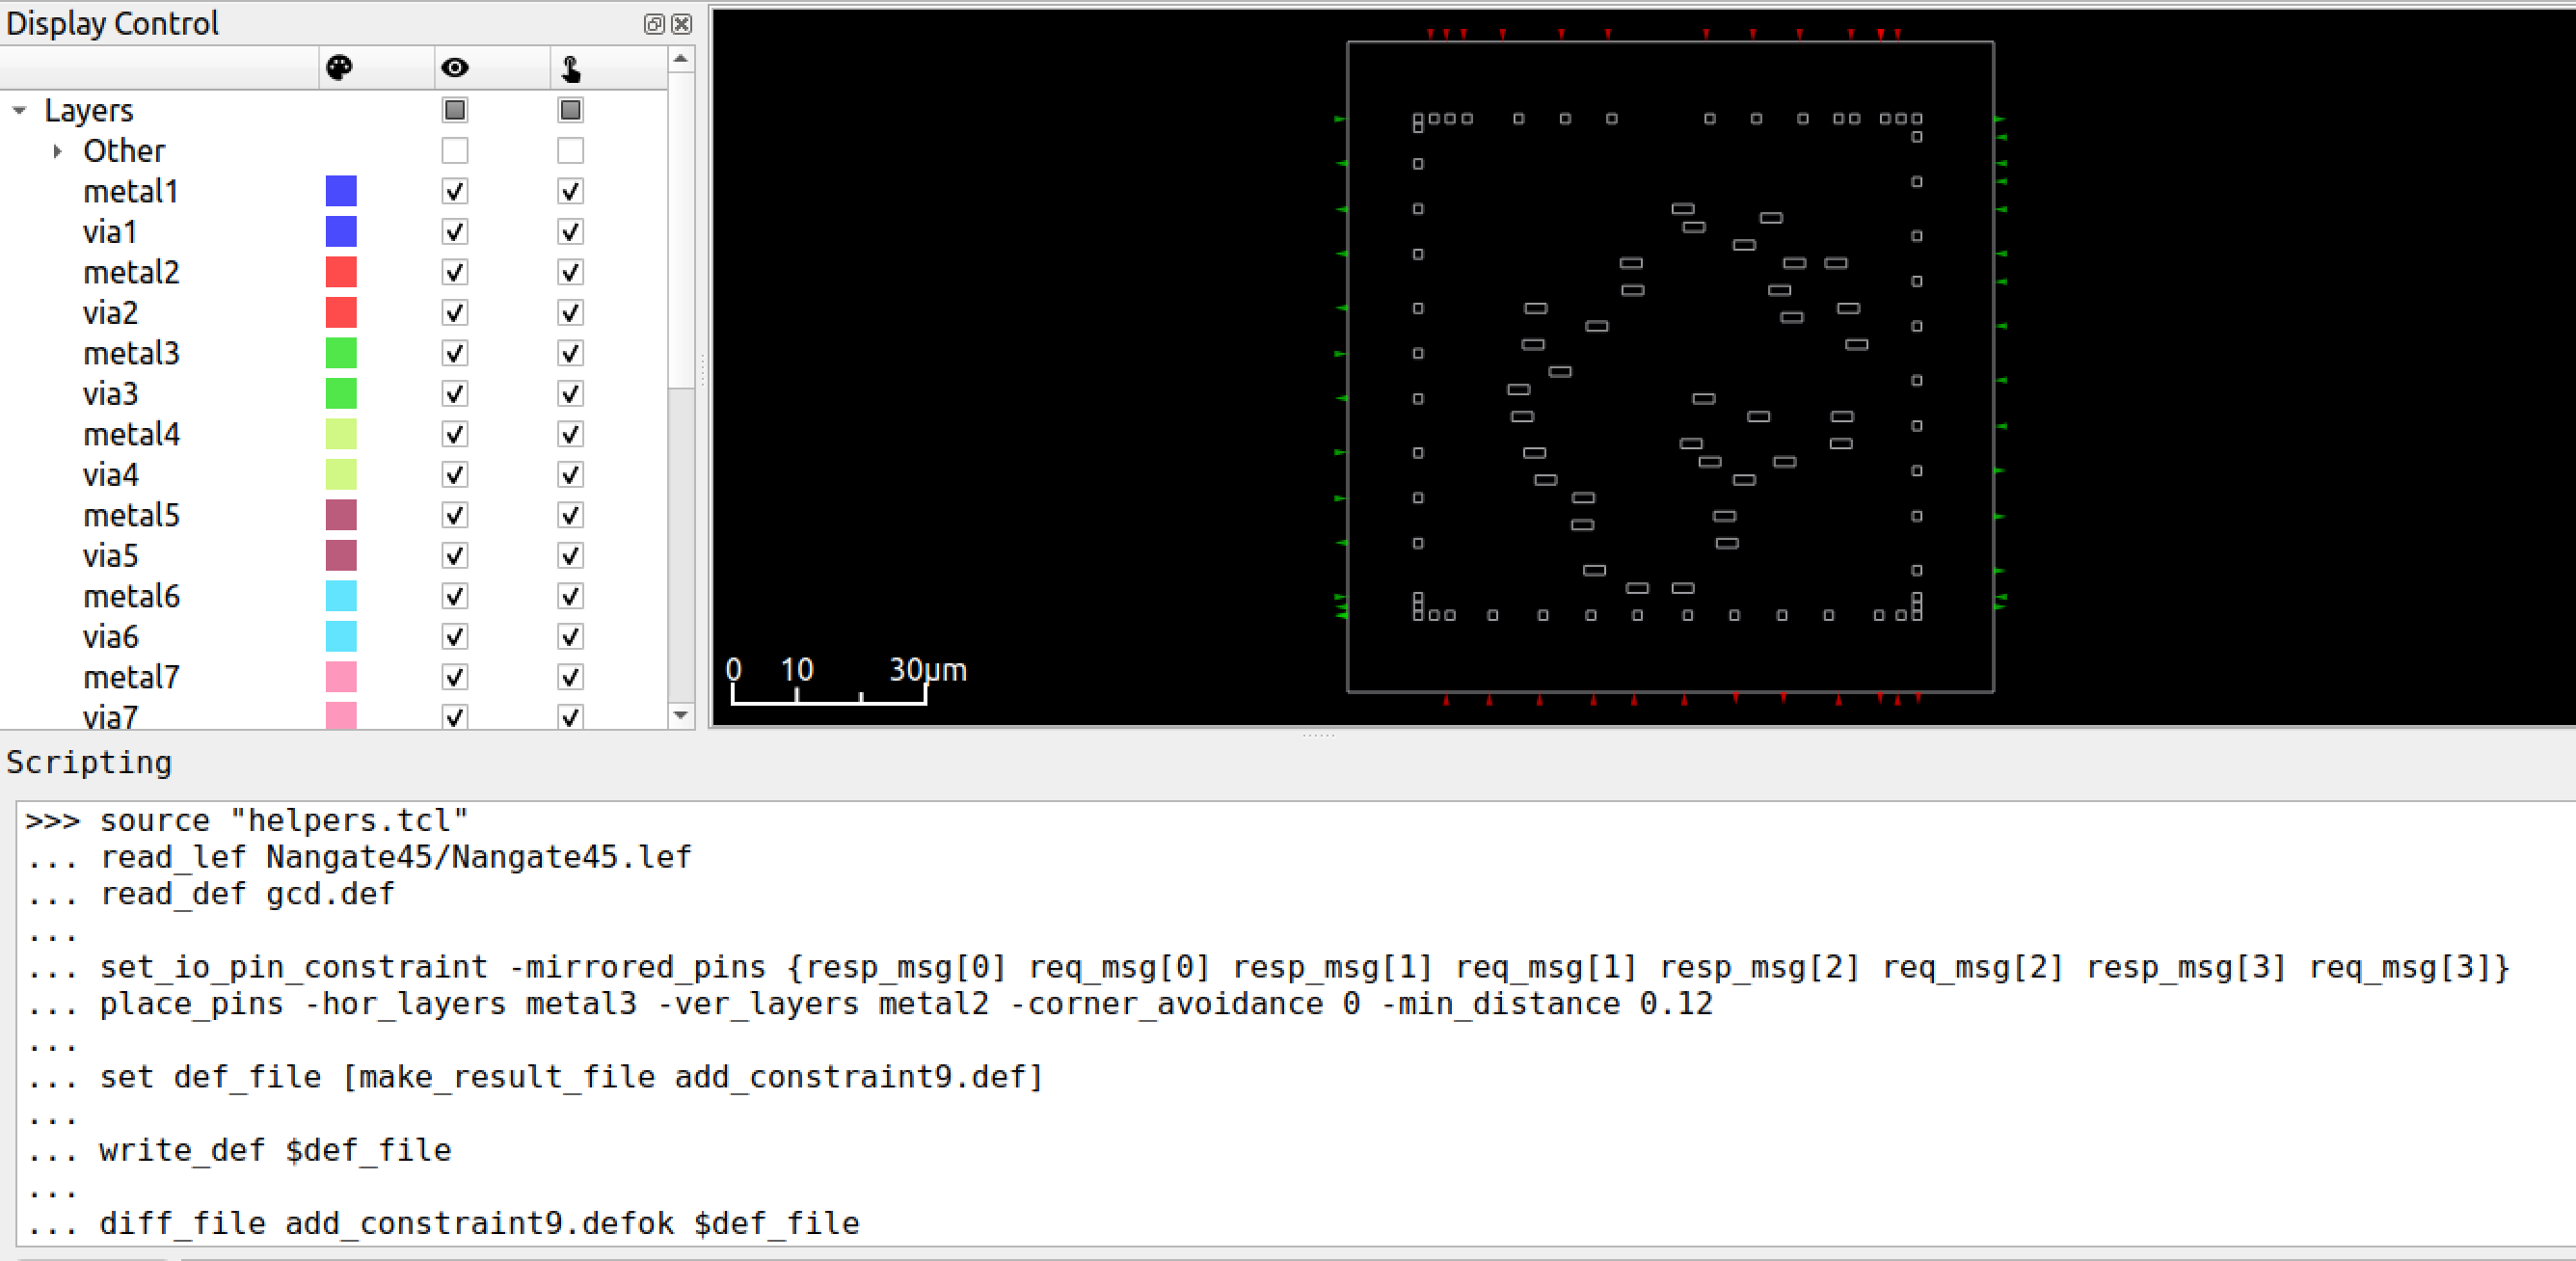 Display Control
Layers
Other
metal1
via1
metal2
via2
metal3
via3
metal4
via4
metal5
via5
metal6
via6
metal7
via7
0 10 30µm
Scripting
>>> source "helpers.tcl"
... read_lef Nangate45/Nangate45.lef
... read_def gcd.def
...
... set_io_pin_constraint -mirrored_pins {resp_msg[0] req_msg[0] resp_msg[1] req_msg[1] resp_msg[2] req_msg[2] resp_msg[3] req_msg[3]}
... place_pins -hor_layers metal3 -ver_layers metal2 -corner_avoidance 0 -min_distance 0.12
...
... set def_file [make_result_file add_constraint9.def]
...
... write_def $def_file
...
... diff_file add_constraint9.defok $def_file